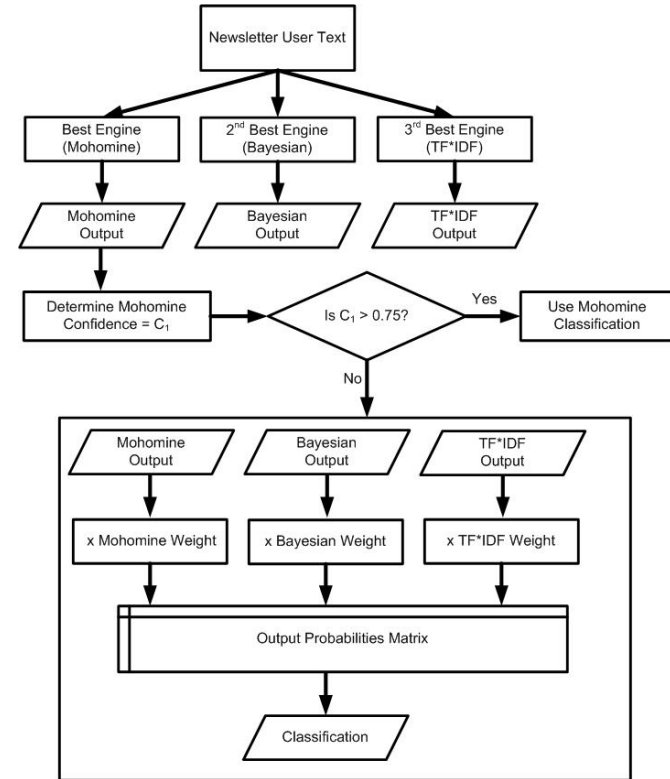 Newsletter User Text
Best Engine
(Mohomine)
2nd Best Engine
(Bayesian)
3rd Best Engine
(TF*IDF)
Mohomine
Output
Bayesian
Output
TF*IDF
Output
Determine Mohomine
Confidence = C1
Is C1 > 0.75?
Yes
Use Mohomine
Classification
No
Mohomine
Output
Bayesian
Output
TF*IDF
Output
x Mohomine Weight
x Bayesian Weight
x TF*IDF Weight
Output Probabilities Matrix
Classification